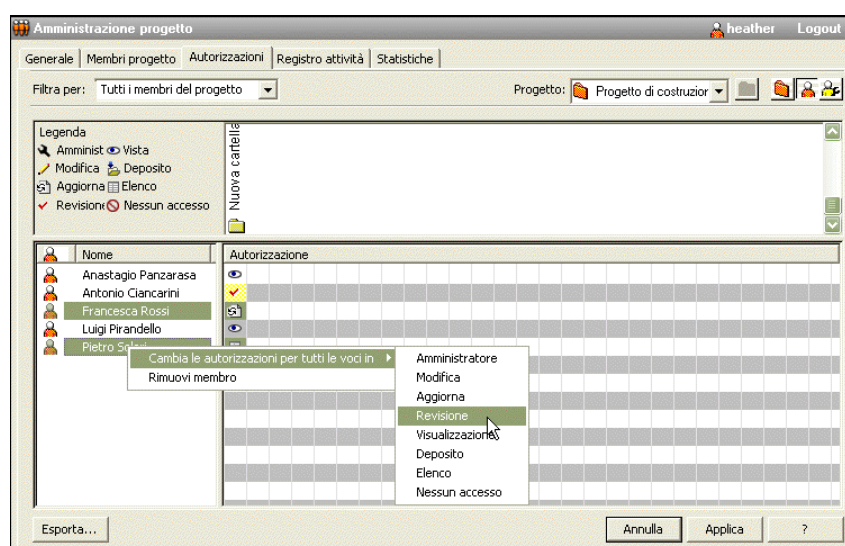 Amministrazione progetto heather Logout
Generale Membri progetto Autorizzazioni Registro attività Statistiche
Filtra per: Tutti i membri del progetto Progetto: Progetto di costruzior
Legenda
Amminist Vista
Modifica Deposito
Aggiorna Elenco
Revisione Nessun accesso
Nuova cartella
Nome Autorizzazione
Anastagio Panzarasa
Antonio Ciancarini
Francesca Rossi
Luigi Pirandello
Pietro
Cambia le autorizzazioni per tutti le voci in
Rimuovi membro
Amministratore
Modifica
Aggiorna
Revisione
Visualizzazione
Deposito
Elenco
Nessun accesso
Esporta... Annulla Applica ?